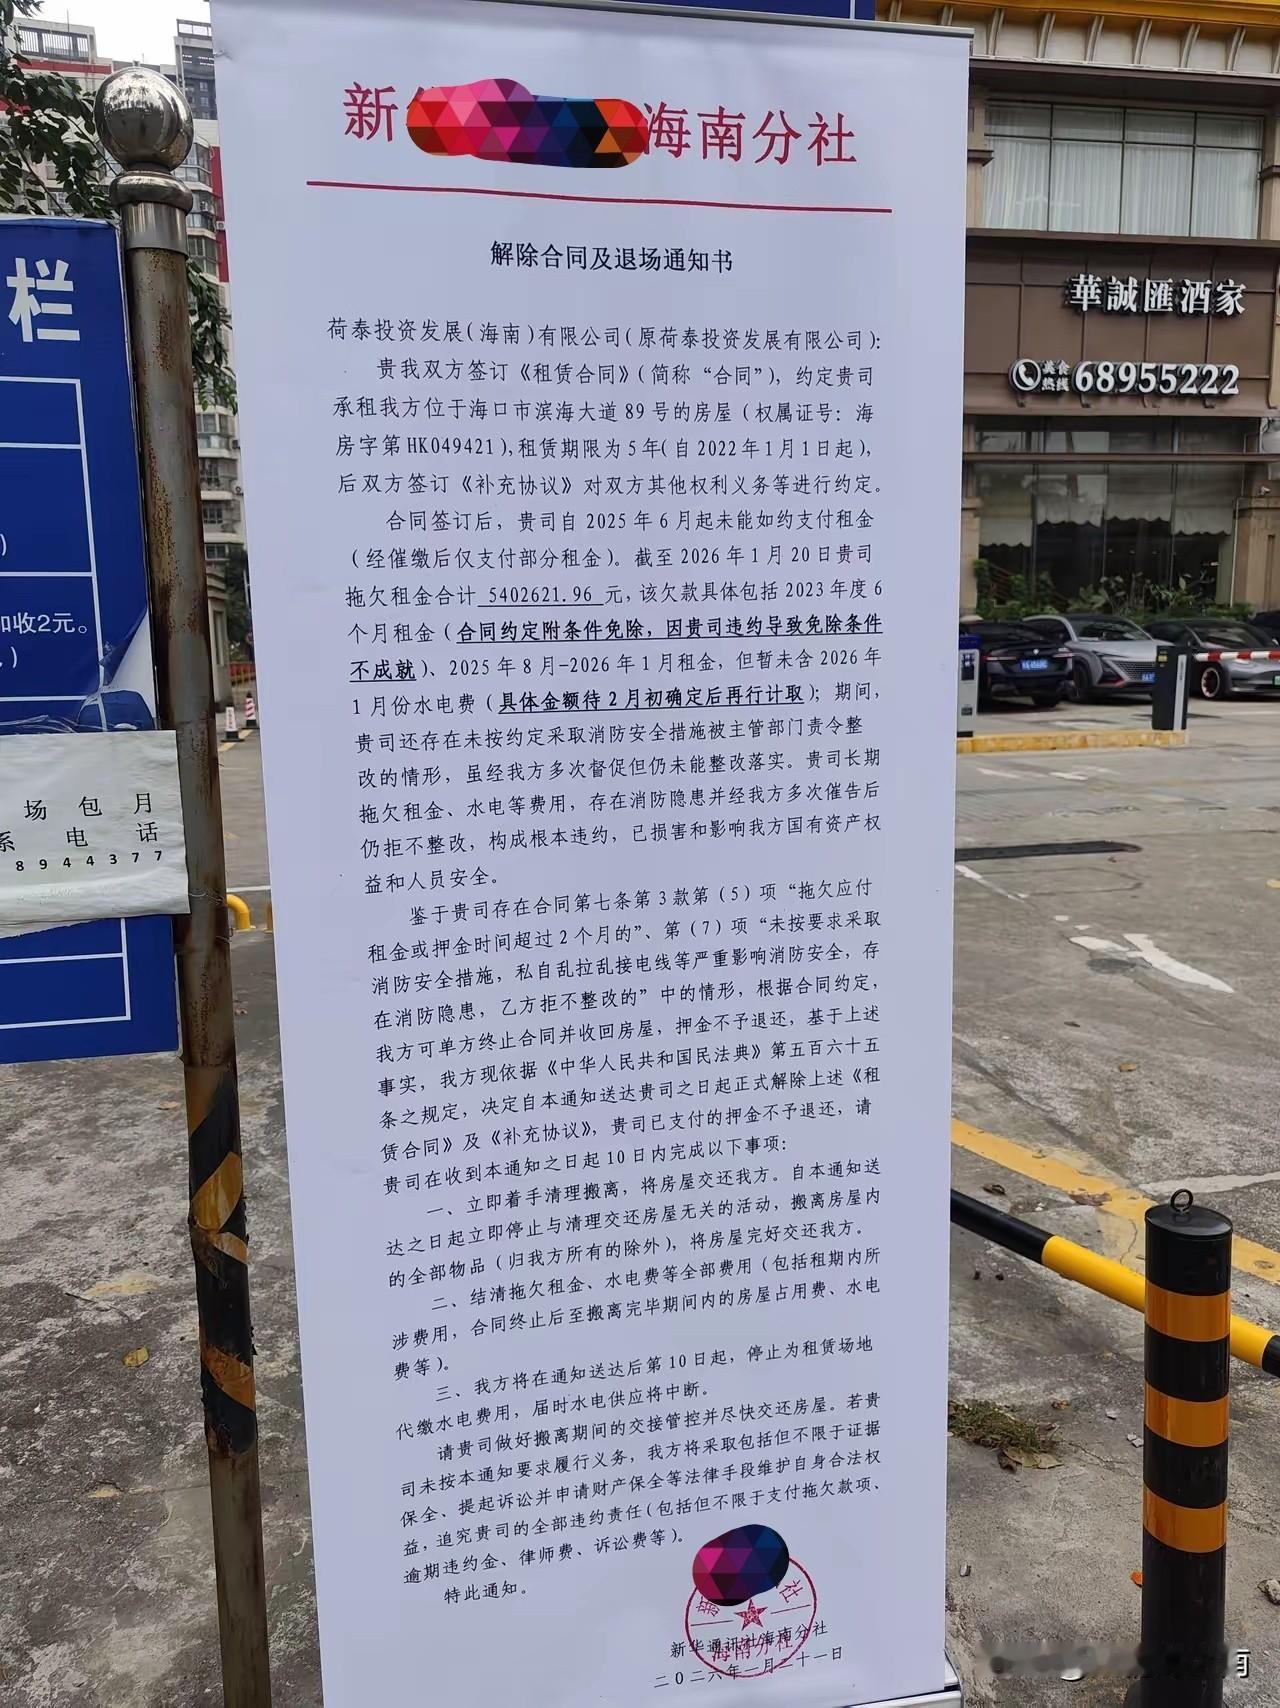 新
海南分社
解除合同及退场通知书
荷泰投资发展(海南)有限公司(原荷泰投资发展有限公司):
贵我双方签订《租赁合同》(简称“合同”),约定贵司
承租我方位于海口市滨海大道89号的房屋(权属证号:海
房字第HK049421),租赁期限为5年(自2022年1月1日起),
后双方签订《补充协议》对双方其他权利义务等进行约定。
合同签订后,贵司自2025年6月起未能如约支付租金
(经催缴后仅支付部分租金)。截至2026年1月20日贵司
拖欠租金合计 5402621.96 元,该欠款具体包括2023年度6
个月租金(合同约定附条件免除,因贵司违约导致免除条件
不成就)、2025年8月-2026年1月租金,但暂未含2026年
1月份水电费(具体金额待2月初确定后再行计取);期间,
贵司还存在未按约定采取消防安全措施被主管部门责令整
改的情形,虽经我方多次督促但仍未能整改落实。贵司长期
拖欠租金、水电等费用,存在消防隐患并经我方多次催告后
仍拒不整改,构成根本违约,已损害和影响我方国有资产权
益和人员安全。
鉴于贵司存在合同第七条第3款第(5)项“拖欠应付
租金或押金时间超过2个月的”、第(7)项“未按要求采取
消防安全措施,私自乱拉乱接电线等严重影响消防安全,存
在消防隐患,乙方拒不整改的”中的情形,根据合同约定,
我方可单方终止合同并收回房屋,押金不予退还,基于上述
事实,我方现依据《中华人民共和国民法典》第五百六十五
条之规定,决定自本通知送达贵司之日起正式解除上述《租
赁合同》及《补充协议》,贵司已支付的押金不予退还,请
贵司在收到本通知之日起10日内完成以下事项:
一、立即着手清理搬离,将房屋交还我方。自本通知送
达之日起立即停止与清理交还房屋无关的活动,搬离房屋内
的全部物品(归我方所有的除外),将房屋完好交还我方。
二、结清拖欠租金、水电费等全部费用(包括租期内所
涉费用,合同终止后至搬离完毕期间内的房屋占用费、水电
费等)。
三、我方将在通知送达后第10日起,停止为租赁场地
代缴水电费用,届时水电供应将中断。
请贵司做好搬离期间的交接管控并尽快交还房屋。若贵
司未按本通知要求履行义务,我方将采取包括但不限于证据
保全、提起诉讼并申请财产保全等法律手段维护自身合法权
益,追究贵司的全部违约责任(包括但不限于支付拖欠款项、
逾期违约金、律师费、诉讼费等)。
特此通知。
新华通讯社海南分社
二〇二六年一月二十一日
社
海南分社
栏
收2元。
场 包 月
系 电 话
8944377
華誠匯酒家
美食
热线
68955222